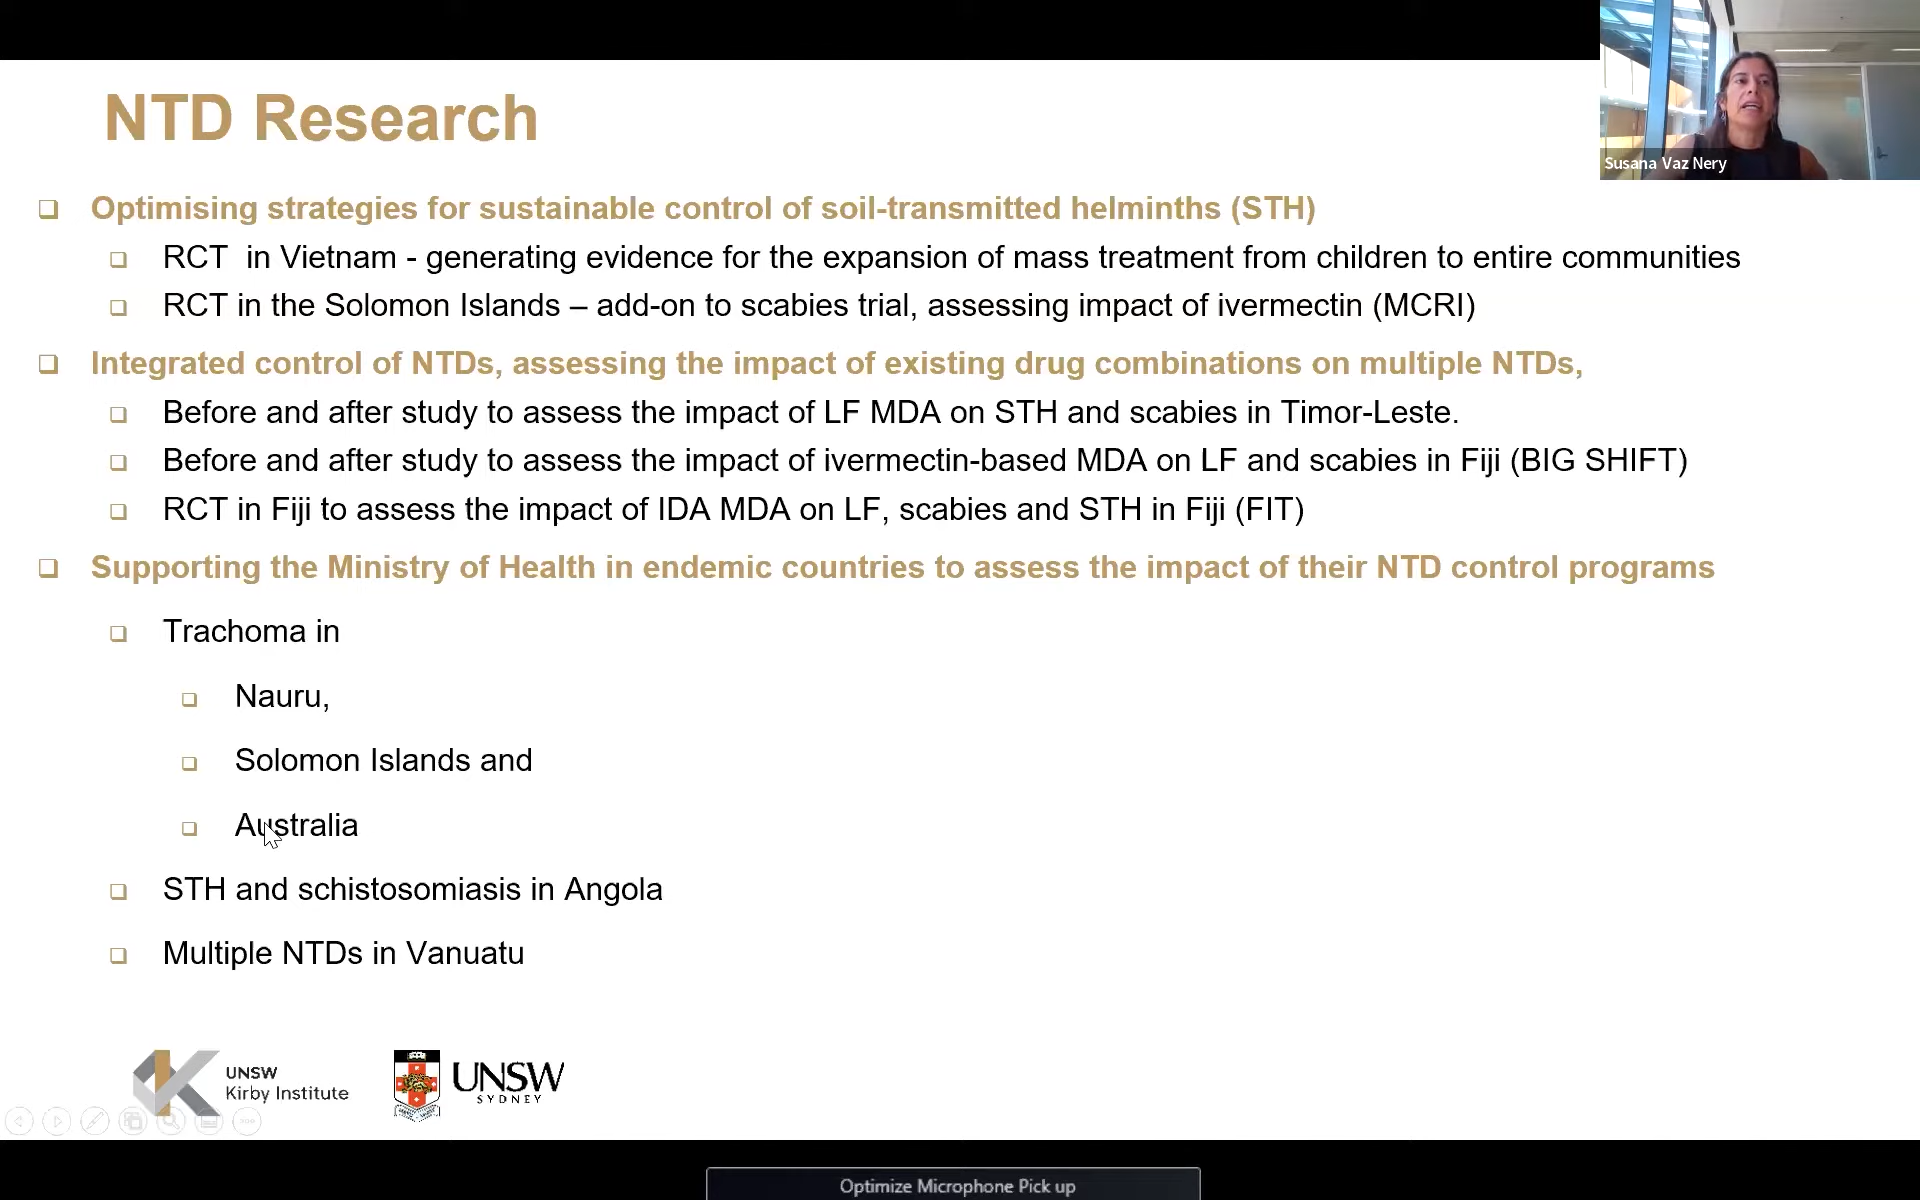 NTD Research
Susana Vaz Nery
Optimising strategies for sustainable control of soil-transmitted helminths (STH)
RCT in Vietnam - generating evidence for the expansion of mass treatment from children to entire communities
RCT in the Solomon Islands – add-on to scabies trial, assessing impact of ivermectin (MCRI)
Integrated control of NTDs, assessing the impact of existing drug combinations on multiple NTDs,
Before and after study to assess the impact of LF MDA on STH and scabies in Timor-Leste.
Before and after study to assess the impact of ivermectin-based MDA on LF and scabies in Fiji (BIG SHIFT)
RCT in Fiji to assess the impact of IDA MDA on LF, scabies and STH in Fiji (FIT)
Supporting the Ministry of Health in endemic countries to assess the impact of their NTD control programs
Trachoma in
Nauru,
Solomon Islands and
Australia
STH and schistosomiasis in Angola
Multiple NTDs in Vanuatu
UNSW
Kirby Institute
UNSW
SYDNEY
Optimize Microphone Pick up